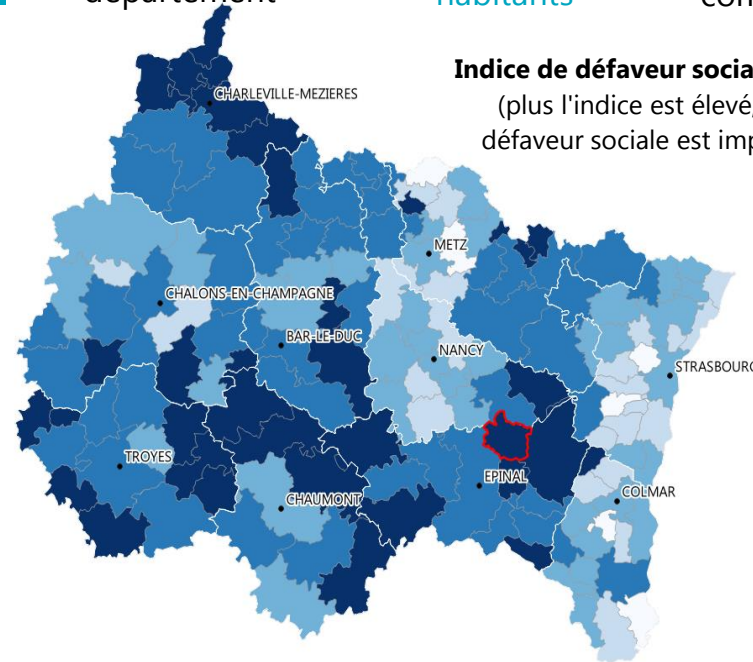 département
habitants
Indice de défaveur socia
(plus l'indice est élevé,
défaveur sociale est imp
CHARLEVILLE-MEZIERES
METZ
CHALONS-EN-CHAMPAGNE
BAR-LE-DUC
NANCY
STRASBOURG
TROYES
EPINAL
CHAUMONT
COLMAR